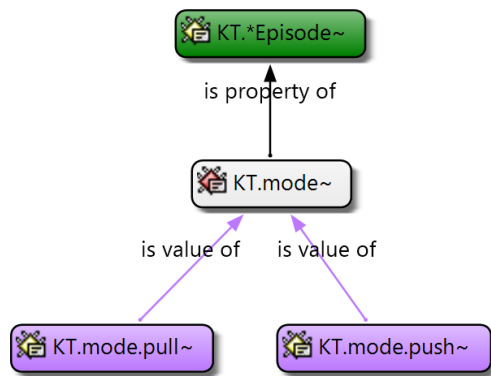 KT.*Episode~
is property of
KT.mode~
is value of is value of
KT.mode.pull~ KT.mode.push~